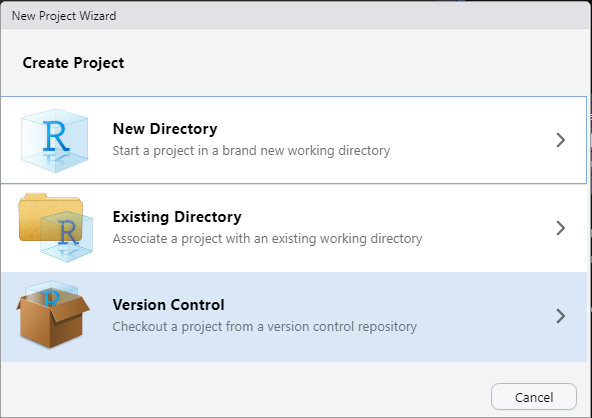 New Project Wizard
Create Project
R
New Directory
Start a project in a brand new working directory
R
Existing Directory
Associate a project with an existing working directory
R
Version Control
Checkout a project from a version control repository
Cancel